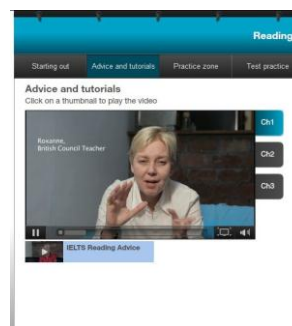 Reading
Starting out Advice and tutorials Practice zone Test practice
Advice and tutorials
Click on a thumbnail to play the video
Ch1
Roxanne,
British Council Teacher
Ch2
Ch3
IELTS Reading Advice